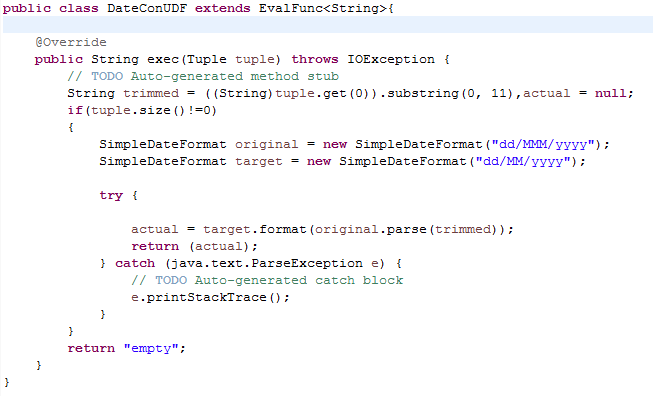 public class DateConUDF extends EvalFunc<String>{
@Override
public String exec(Tuple tuple) throws IOException {
// TODO Auto-generated method stub
String trimmed = ((String)tuple.get(0)).substring(0, 11),actual = null;
if(tuple.size()!=0)
{
SimpleDateFormat original = new SimpleDateFormat("dd/MMM/yyyy");
SimpleDateFormat target = new SimpleDateFormat("dd/MM/yyyy");
try {
actual = target.format(original.parse(trimmed));
return (actual);
} catch (java.text.ParseException e) {
// TODO Auto-generated catch block
e.printStackTrace();
}
}
return "empty";
}
}